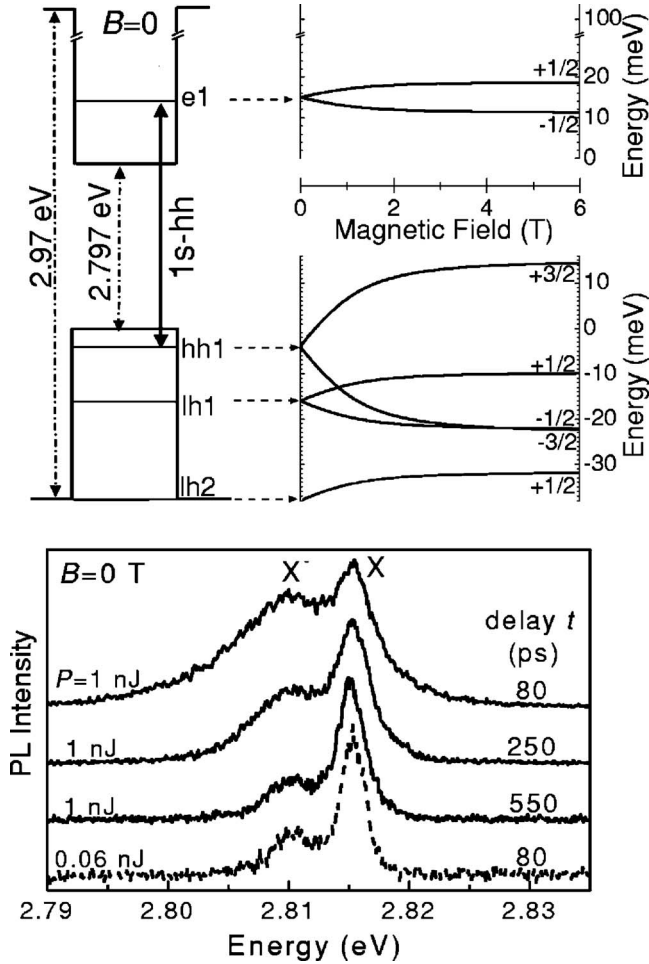 B=0
2.97 eV
2.797 eV
1s-hh
e1
hh1
lh1
lh2
+1/2
-1/2
100
20
10
0
Energy (meV)
0 2 4 6
Magnetic Field (T)
+3/2
+1/2
-1/2
-3/2
+1/2
10
0
-10
-20
-30
Energy (meV)
B=0 T
X⁻ X
delay t
(ps)
P=1 nJ 80
1 nJ 250
1 nJ 550
0.06 nJ 80
PL Intensity
2.79 2.80 2.81 2.82 2.83
Energy (eV)